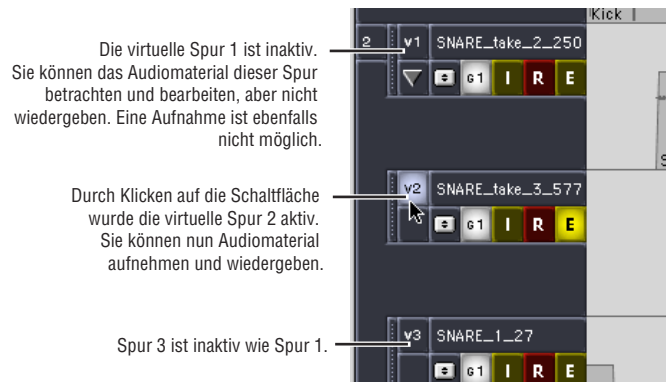 Kick
2 v1 SNARE_take_2_250
G1 I R E
Die virtuelle Spur 1 ist inaktiv.
Sie können das Audiomaterial dieser Spur
betrachten und bearbeiten, aber nicht
wiedergeben. Eine Aufnahme ist ebenfalls
nicht möglich.
v2 SNARE_take_3_577
G1 I R E
Durch Klicken auf die Schaltfläche
wurde die virtuelle Spur 2 aktiv.
Sie können nun Audiomaterial
aufnehmen und wiedergeben.
v3 SNARE_1_27
G1 I R E
Spur 3 ist inaktiv wie Spur 1.